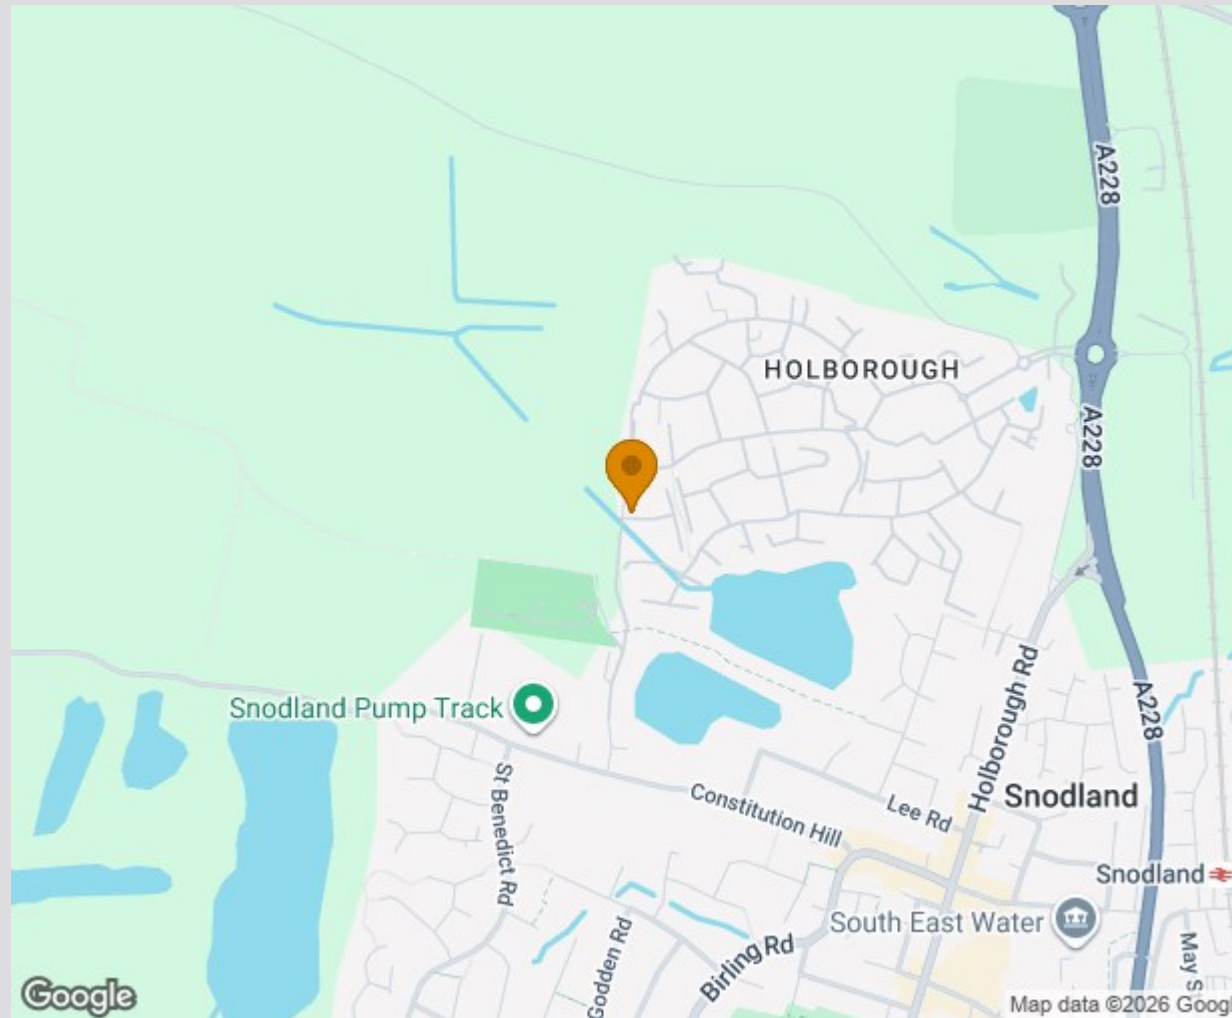 A228
HOLBOROUGH
A228
Holborough Rd
Snodland Pump Track
A228
St Benedict Rd
Constitution Hill
Lee Rd
Snodland
Snodland
South East Water
Godden Rd
Birling Rd
May S
Google
Map data ©2026 Googl